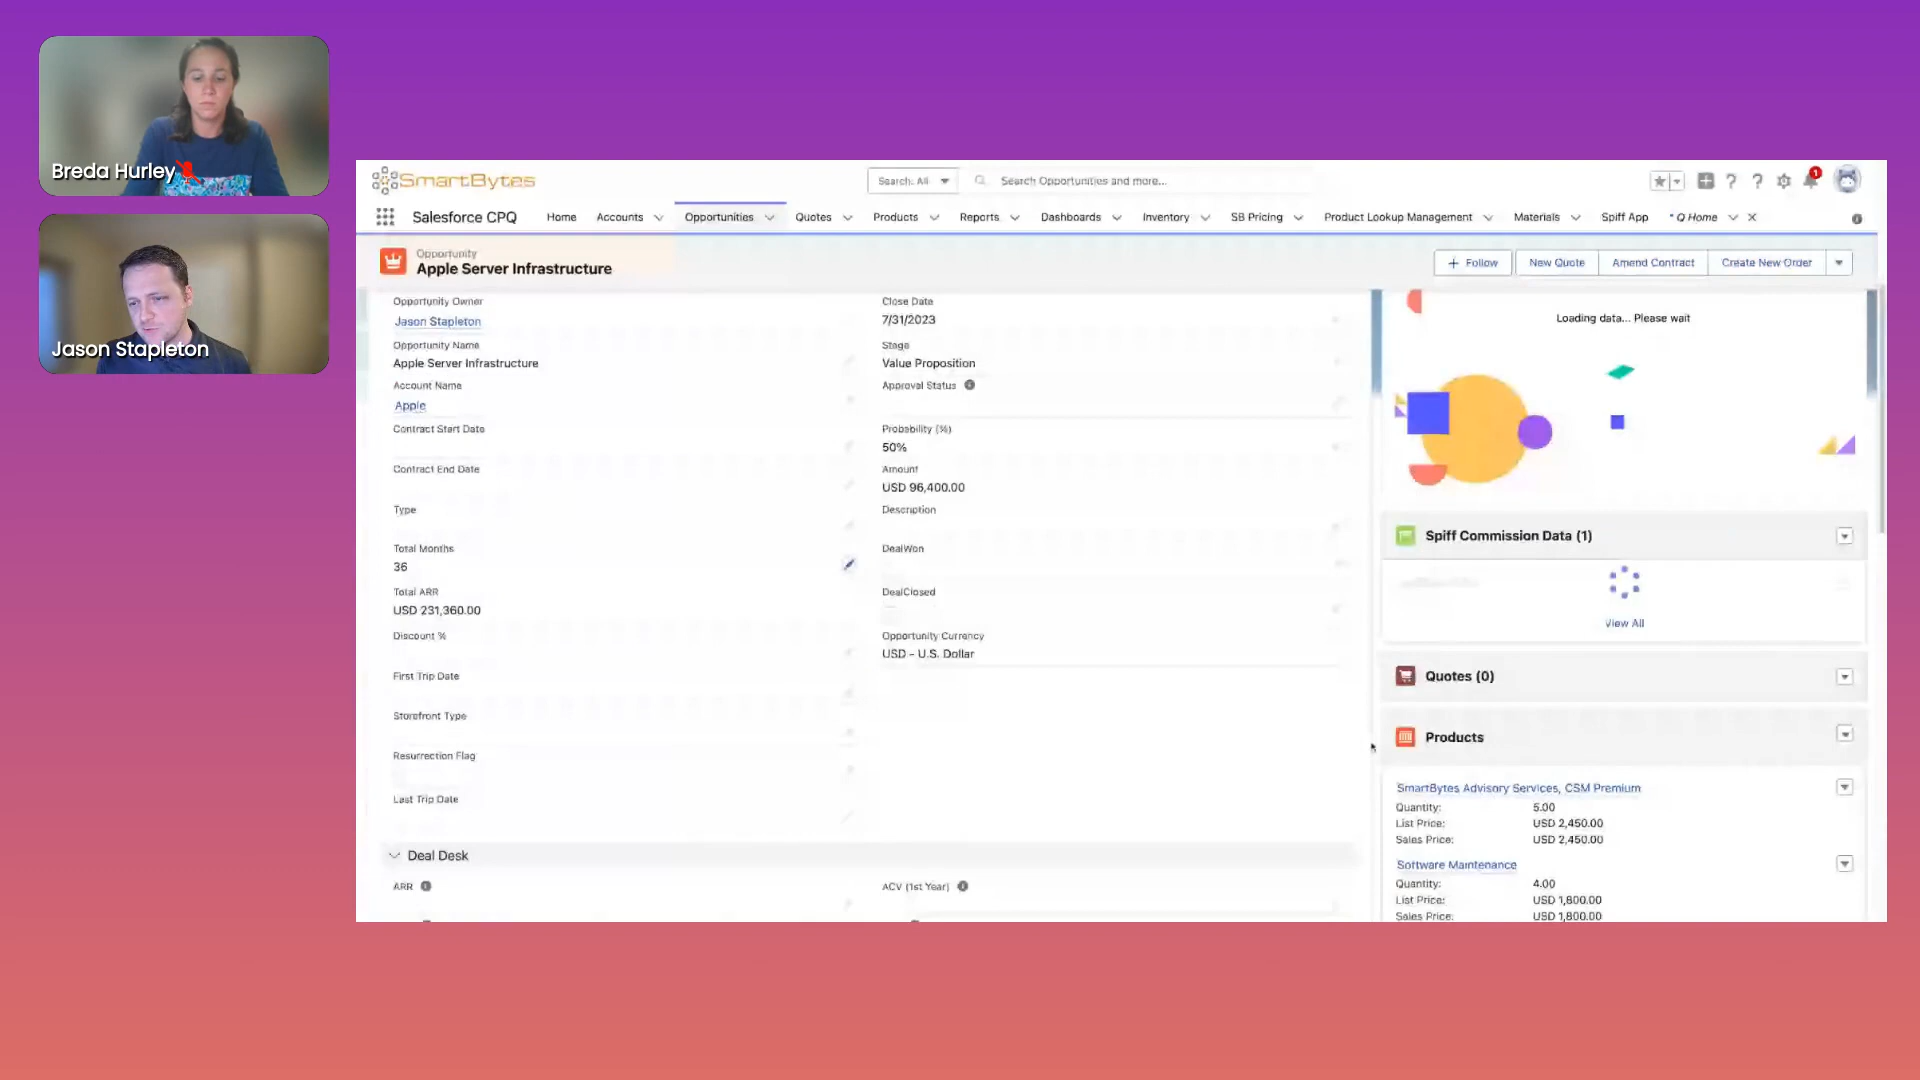 Breda Hurley
Jason Stapleton
SmartBytes
Search: All
Search Opportunities and more...
1
Salesforce CPQ
Home
Accounts
Opportunities
Quotes
Products
Reports
Dashboards
Inventory
SB Pricing
Product Lookup Management
Materials
Spiff App
* Q Home
Opportunity
Apple Server Infrastructure
Follow
New Quote
Amend Contract
Create New Order
Opportunity Owner
Jason Stapleton
Opportunity Name
Apple Server Infrastructure
Account Name
Apple
Contract Start Date
Contract End Date
Type
Total Months
36
Total ARR
USD 231,360.00
Discount %
First Trip Date
Storefront Type
Resurrection Flag
Last Trip Date
Close Date
7/31/2023
Stage
Value Proposition
Approval Status
Probability (%)
50%
Amount
USD 96,400.00
Description
DealWon
DealClosed
Opportunity Currency
USD - U.S. Dollar
Deal Desk
ARR
ACV (1st Year)
Loading data... Please wait
Spiff Commission Data (1)
View All
Quotes (0)
Products
SmartBytes Advisory Services, CSM Premium
Quantity: 5.00
List Price: USD 2,450.00
Sales Price: USD 2,450.00
Software Maintenance
Quantity: 4.00
List Price: USD 1,800.00
Sales Price: USD 1,800.00